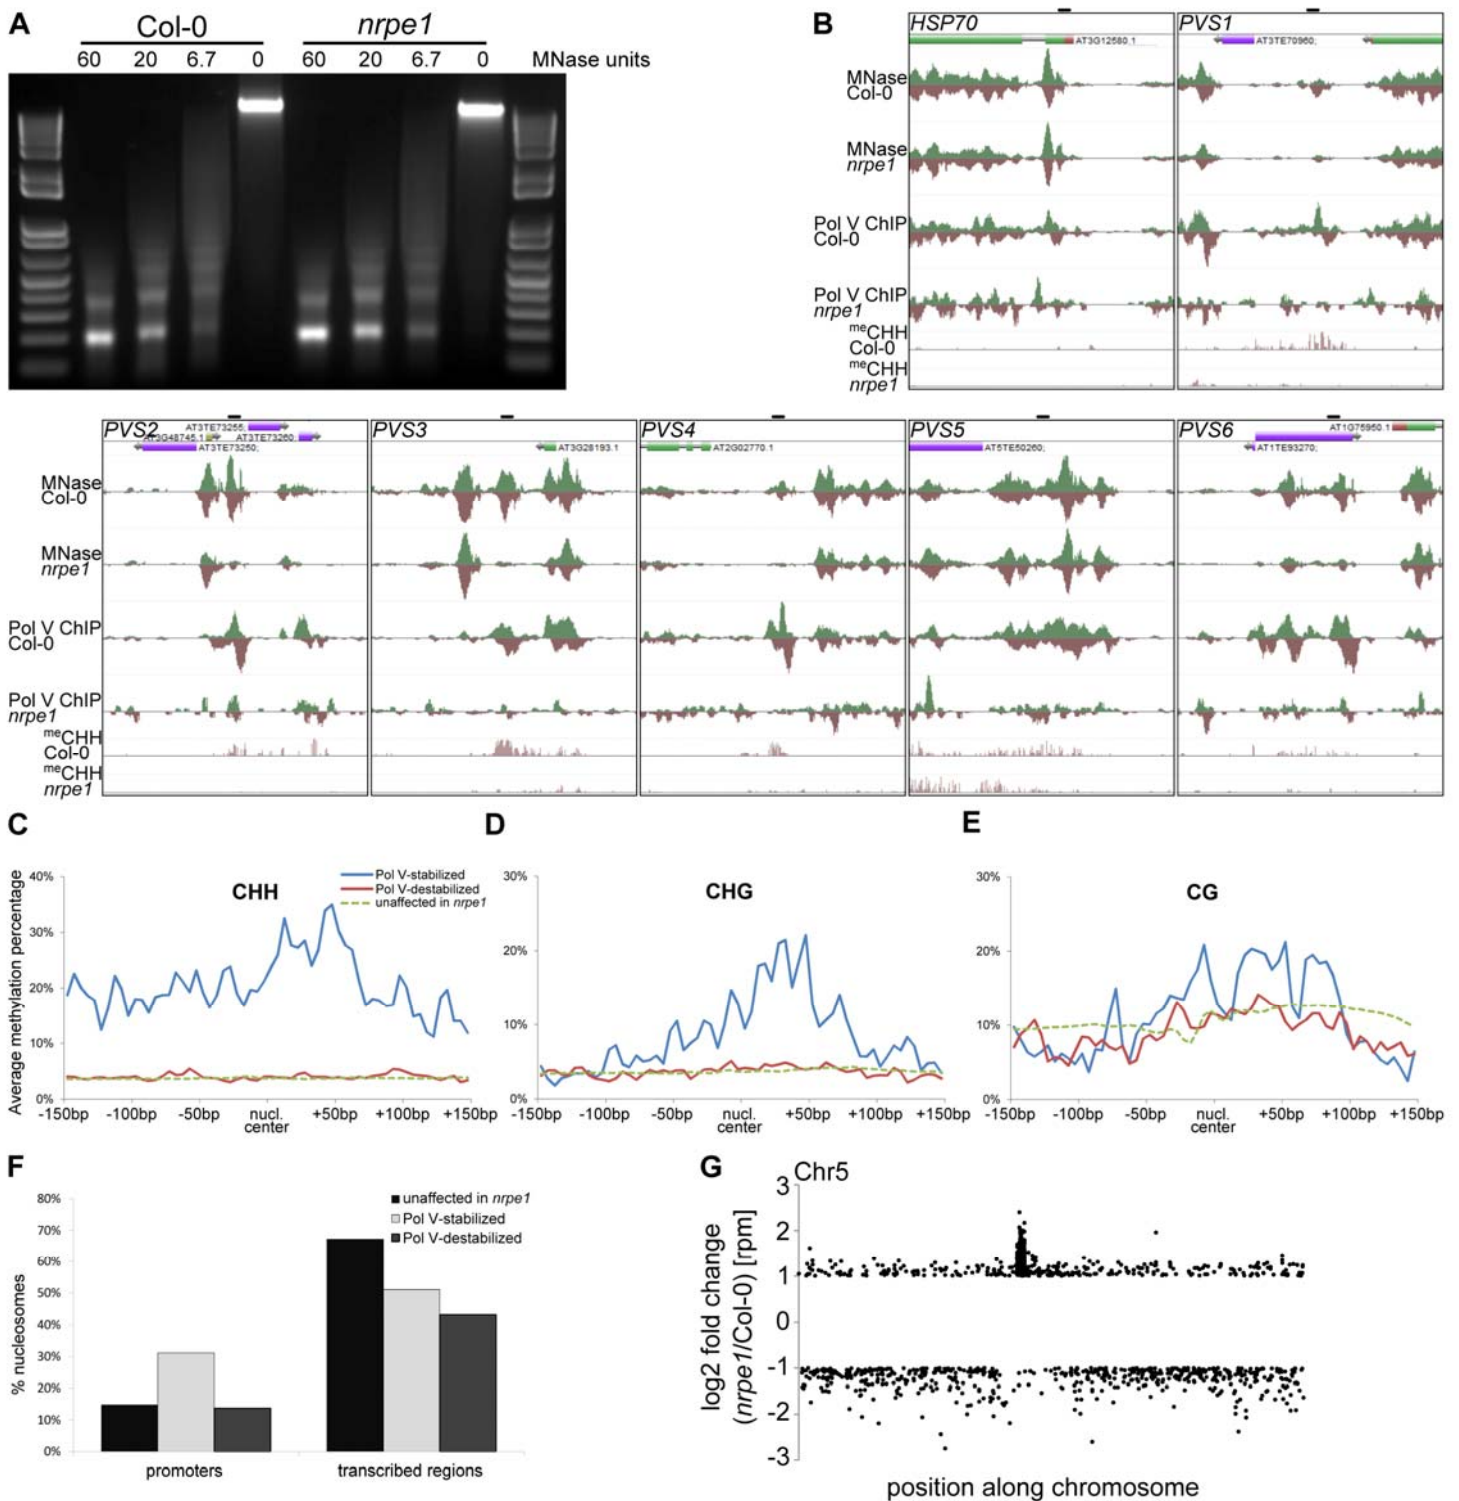 A
Col-0
nrpe1
60 20 6.7 0 60 20 6.7 0 MNase units
B
HSP70
AT3G12580.1
PVS1
AT3TE70960;
MNase
Col-0
MNase
nrpe1
Pol V ChIP
Col-0
Pol V ChIP
nrpe1
meCHH
Col-0
meCHH
nrpe1
PVS2
AT3TE73255;
AT3G48745.1
AT3TE73260;
AT3TE73250;
PVS3
AT3G28193.1
PVS4
AT2G02770.1
PVS5
AT5TE50260;
PVS6
AT1G75950.1
AT1TE93270;
MNase
Col-0
MNase
nrpe1
Pol V ChIP
Col-0
Pol V ChIP
nrpe1
meCHH
Col-0
meCHH
nrpe1
C
Average methylation percentage
40%
30%
20%
10%
0%
CHH
Pol V-stabilized
Pol V-destabilized
unaffected in nrpe1
-150bp -100bp -50bp nucl. center +50bp +100bp +150bp
D
30%
20%
10%
0%
CHG
-150bp -100bp -50bp nucl. center +50bp +100bp +150bp
E
30%
20%
10%
0%
CG
-150bp -100bp -50bp nucl. center +50bp +100bp +150bp
F
% nucleosomes
80%
70%
60%
50%
40%
30%
20%
10%
0%
unaffected in nrpe1
Pol V-stabilized
Pol V-destabilized
promoters
transcribed regions
G
Chr5
log2 fold change
(nrpe1/Col-0) [rpm]
3
2
1
0
-1
-2
-3
position along chromosome